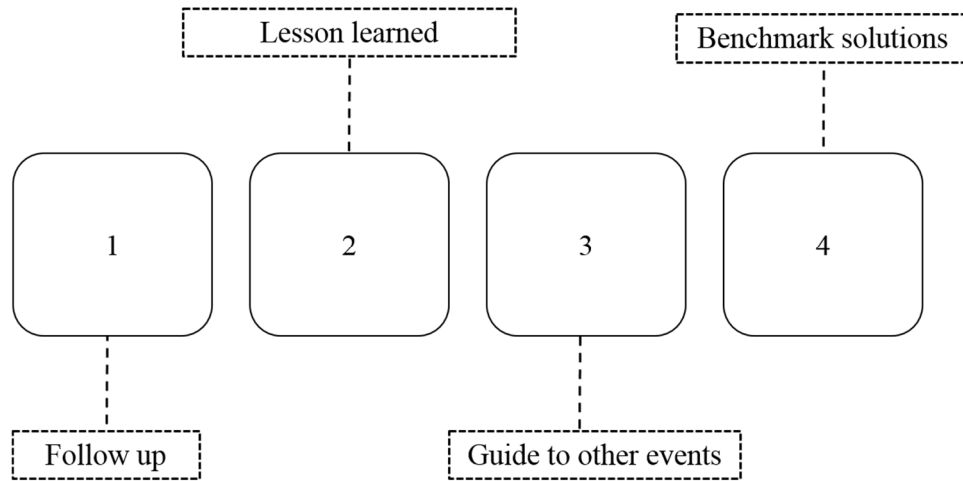 Lesson learned
Benchmark solutions
1
2
3
4
Follow up
Guide to other events